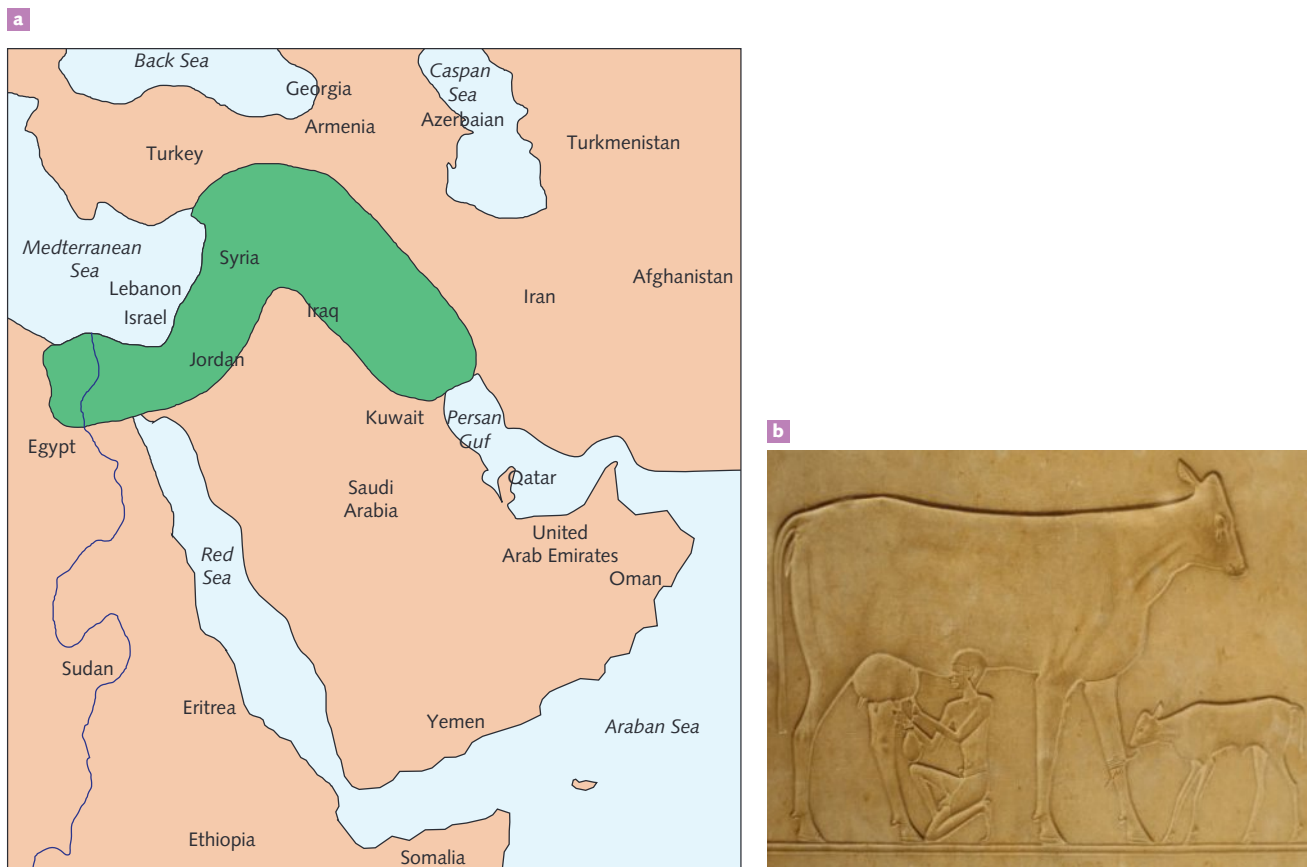 a
Back Sea
Georgia
Caspan
Sea
Azerbaian
Armenia
Turkmenistan
Turkey
Medterranean
Sea
Syria
Lebanon
Afghanistan
Iran
Israel
Iraq
Jordan
Kuwait
Persan
Guf
Egypt
Qatar
Saudi
Arabia
United
Arab Emirates
Red
Sea
Oman
Sudan
Eritrea
Yemen
Araban Sea
Ethiopia
Somalia
b